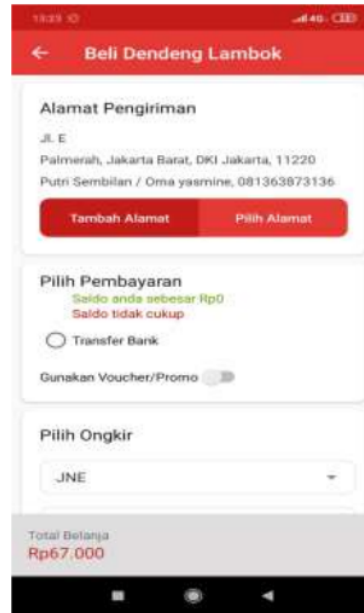 Beli Dendeng Lambok
Alamat Pengiriman
Jl. E
Palmerah, Jakarta Barat, DKI Jakarta, 11220
Putri Sembilan / Oma yasmine, 081363873136
Tambah Alamat
Pilih Alamat
Pilih Pembayaran
Saldo anda sebesar Rp0
Saldo tidak cukup
Transfer Bank
Gunakan Voucher/Promo
Pilih Ongkir
JNE
Total Belanja
Rp67.000